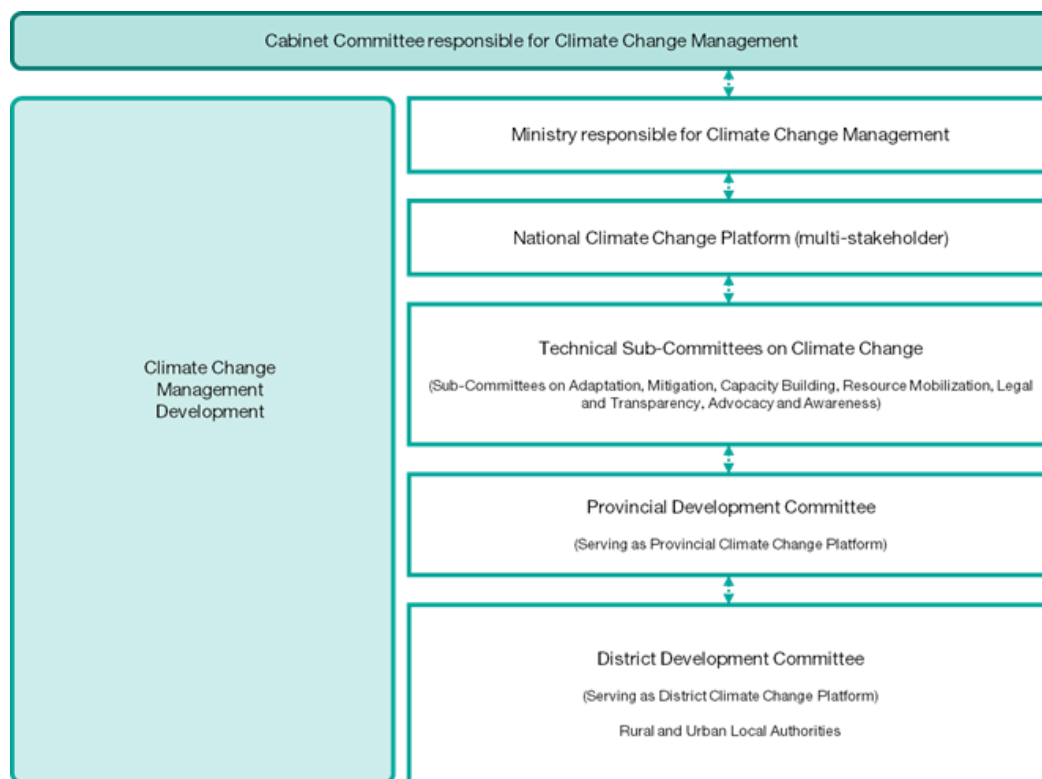 Cabinet Committee responsible for Climate Change Management
Ministry responsible for Climate Change Management
National Climate Change Platform (multi-stakeholder)
Climate Change
Management
Development
Technical Sub-Committees on Climate Change
(Sub-Committees on Adaptation, Mitigation, Capacity Building, Resource Mobilization, Legal
and Transparency, Advocacy and Awareness)
Provincial Development Committee
(Serving as Provincial Climate Change Platform)
District Development Committee
(Serving as District Climate Change Platform)
Rural and Urban Local Authorities